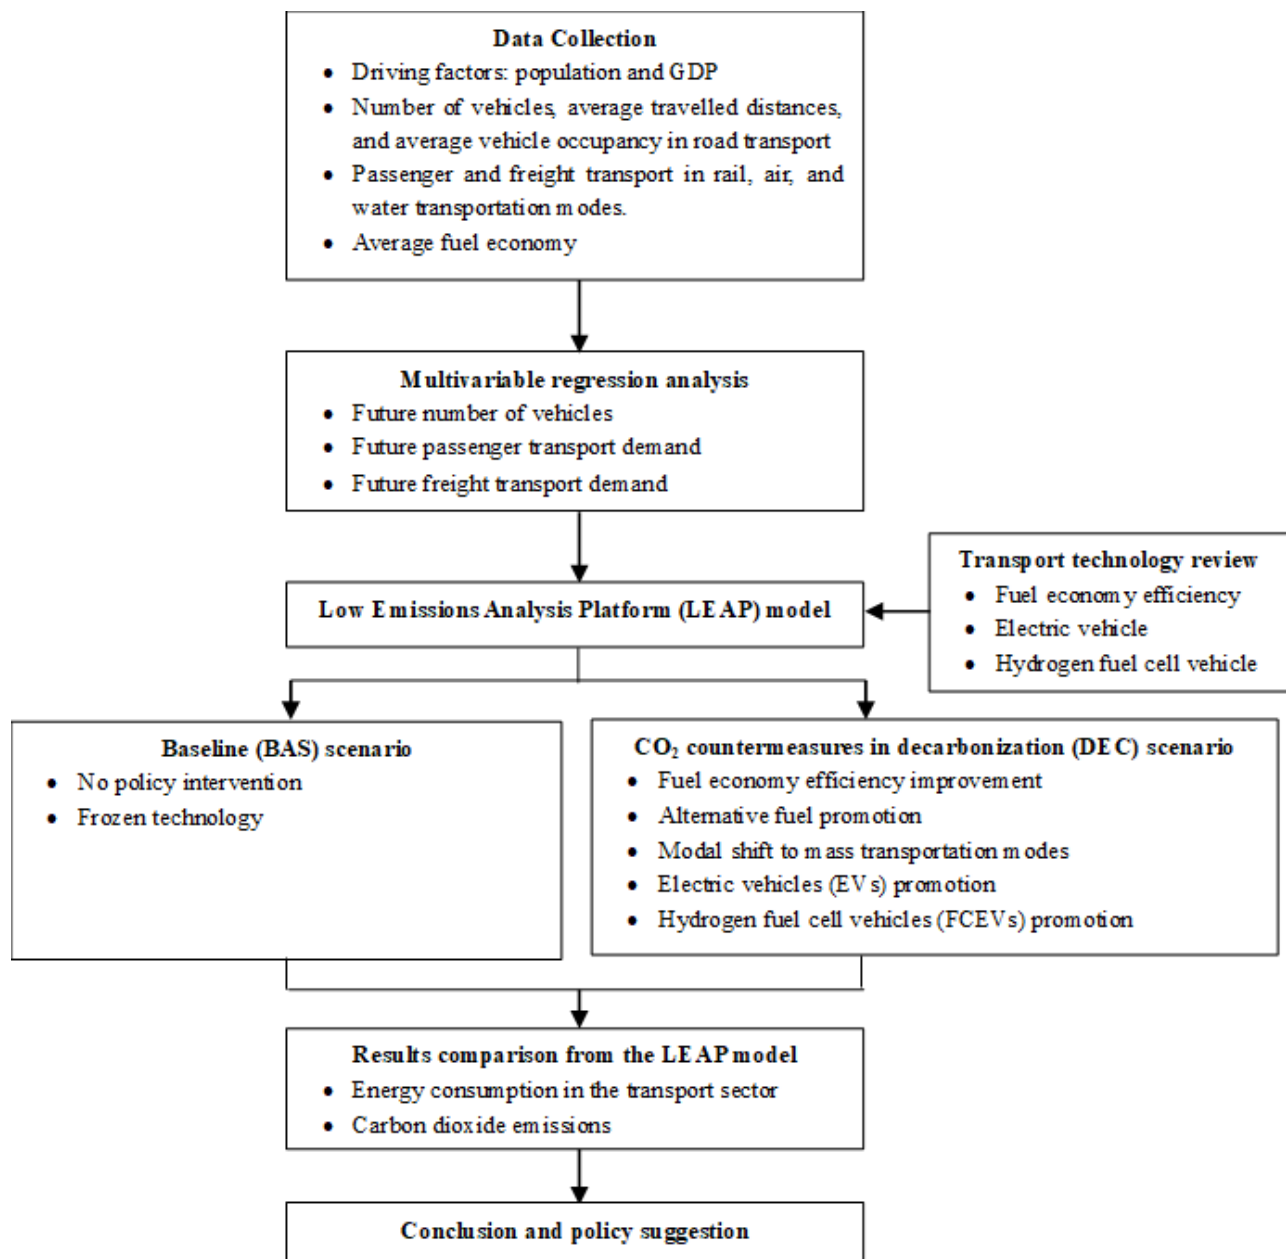 Data Collection
• Driving factors: population and GDP
• Number of vehicles, average travelled distances,
and average vehicle occupancy in road transport
• Passenger and freight transport in rail, air, and
water transportation modes.
• Average fuel economy
Multivariable regression analysis
• Future number of vehicles
• Future passenger transport demand
• Future freight transport demand
Low Emissions Analysis Platform (LEAP) model
Transport technology review
• Fuel economy efficiency
• Electric vehicle
• Hydrogen fuel cell vehicle
Baseline (BAS) scenario
• No policy intervention
• Frozen technology
CO₂ countermeasures in decarbonization (DEC) scenario
• Fuel economy efficiency improvement
• Alternative fuel promotion
• Modal shift to mass transportation modes
• Electric vehicles (EVs) promotion
• Hydrogen fuel cell vehicles (FCEVs) promotion
Results comparison from the LEAP model
• Energy consumption in the transport sector
• Carbon dioxide emissions
Conclusion and policy suggestion